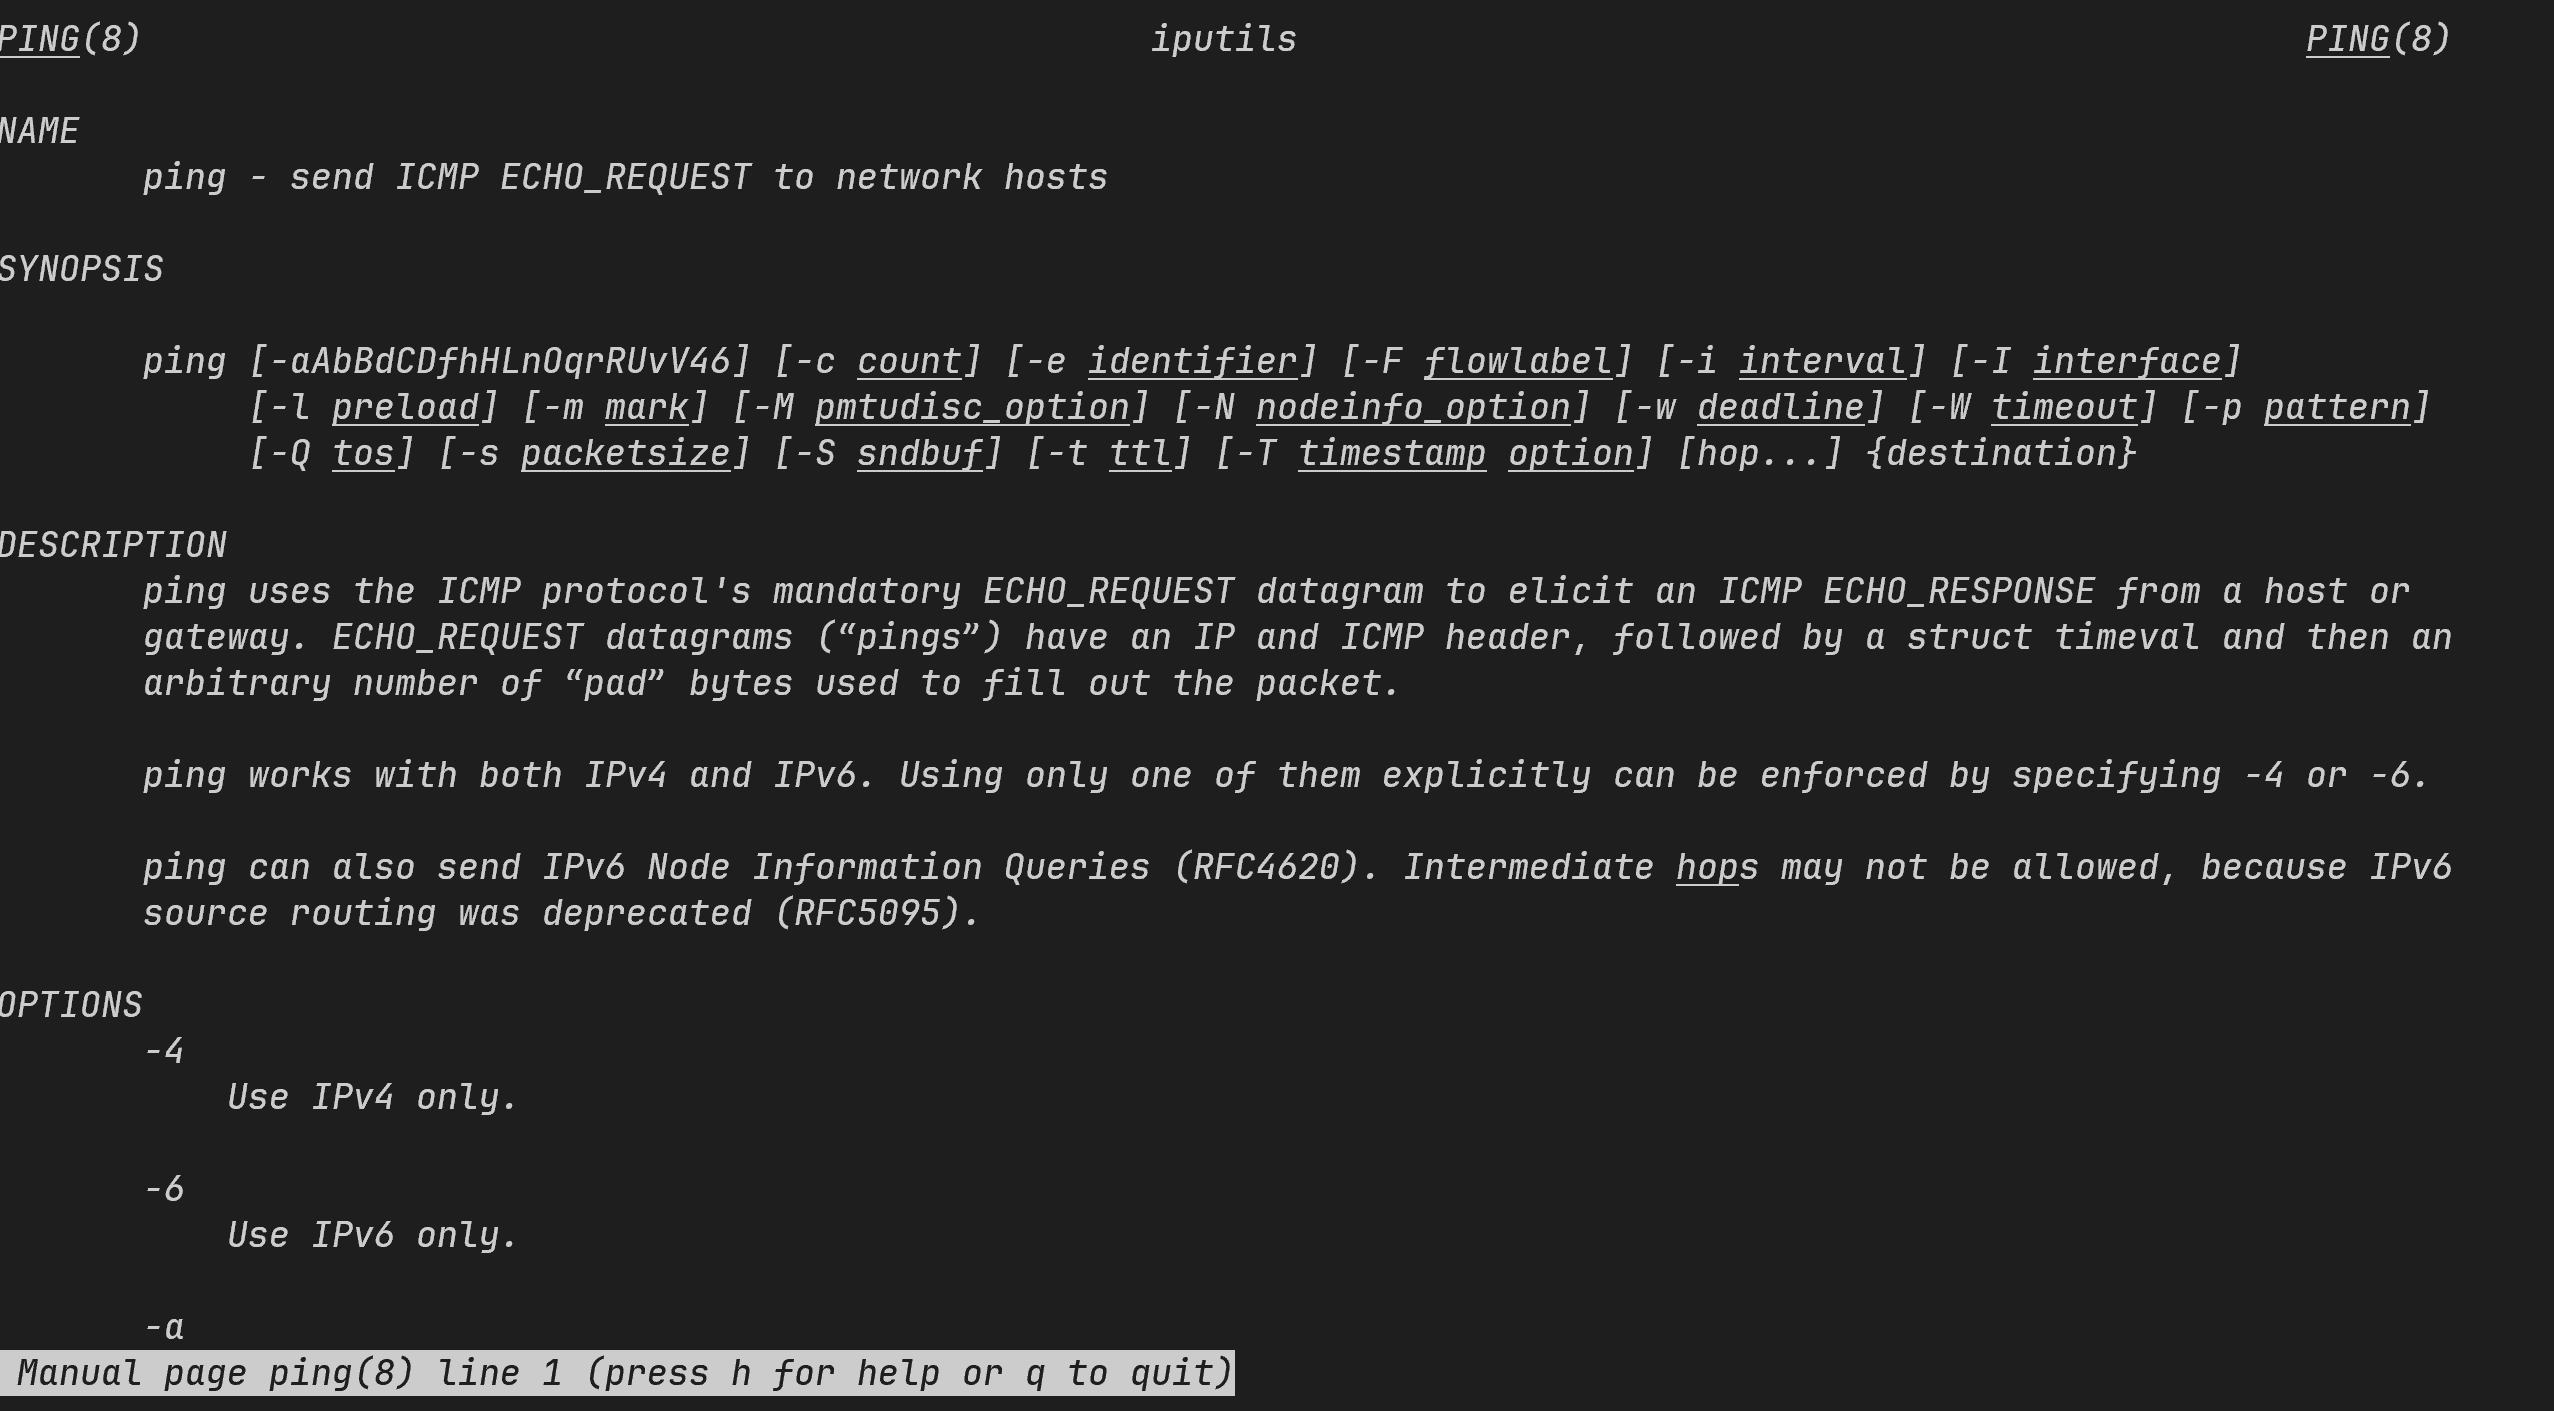 PING(8) iputils PING(8)
NAME
ping - send ICMP ECHO_REQUEST to network hosts
SYNOPSIS
ping [-aAbBdCDfhHLnOqrRUvV46] [-c count] [-e identifier] [-F flowlabel] [-i interval] [-I interface]
[-l preload] [-m mark] [-M pmtudisc_option] [-N nodeinfo_option] [-w deadline] [-W timeout] [-p pattern]
[-Q tos] [-s packetsize] [-S sndbuf] [-t ttl] [-T timestamp option] [hop...] {destination}
DESCRIPTION
ping uses the ICMP protocol's mandatory ECHO_REQUEST datagram to elicit an ICMP ECHO_RESPONSE from a host or
gateway. ECHO_REQUEST datagrams (“pings”) have an IP and ICMP header, followed by a struct timeval and then an
arbitrary number of “pad” bytes used to fill out the packet.
ping works with both IPv4 and IPv6. Using only one of them explicitly can be enforced by specifying -4 or -6.
ping can also send IPv6 Node Information Queries (RFC4620). Intermediate hops may not be allowed, because IPv6
source routing was deprecated (RFC5095).
OPTIONS
-4
Use IPv4 only.
-6
Use IPv6 only.
-a
Manual page ping(8) line 1 (press h for help or q to quit)